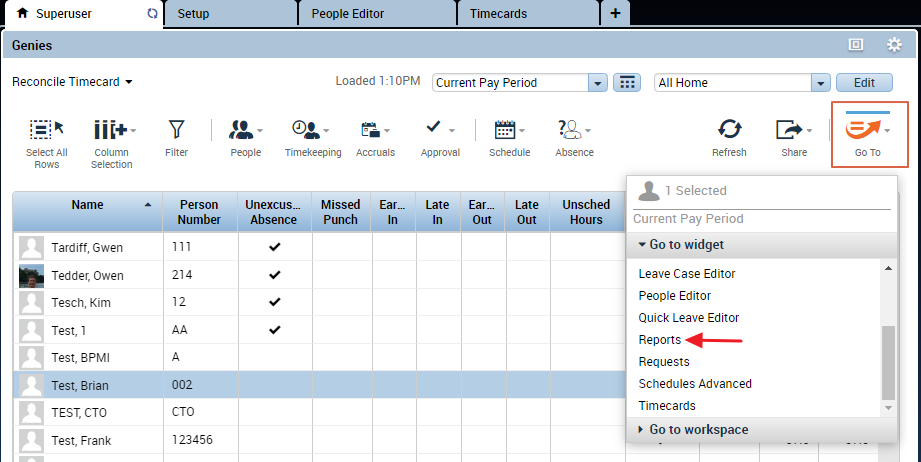 Superuser Setup People Editor Timecards +
Genies
Reconcile Timecard Loaded 1:10PM Current Pay Period All Home Edit
Select All Rows
Column Selection
Filter
People
Timekeeping
Accruals
Approval
Schedule
Absence
Refresh
Share
Go To
Name
Person Number
Unexcus... Absence
Missed Punch
Ear... In
Late In
Ear... Out
Late Out
Unsched Hours
Tardiff, Gwen 111
Tedder, Owen 214
Tesch, Kim 12
Test, 1 AA
Test, BPMI A
Test, Brian 002
TEST, CTO CTO
Test, Frank 123456
1 Selected
Current Pay Period
Go to widget
Leave Case Editor
People Editor
Quick Leave Editor
Reports
Requests
Schedules Advanced
Timecards
Go to workspace